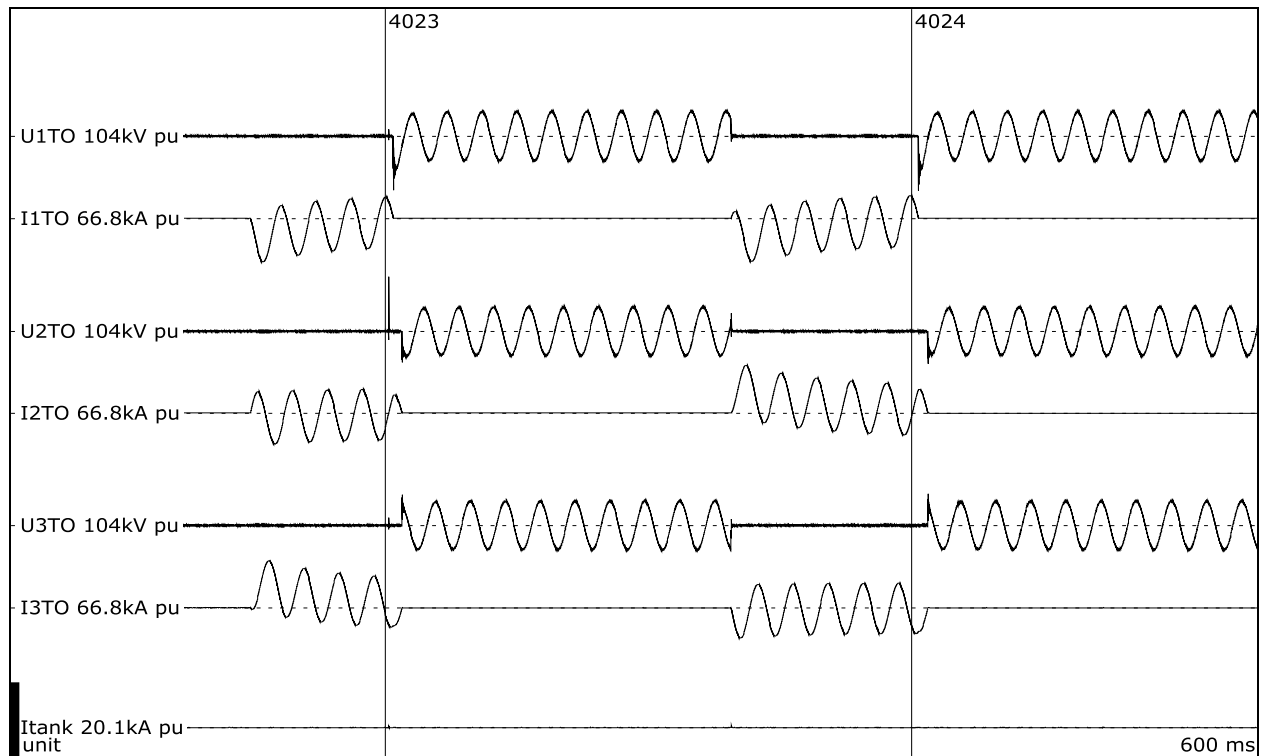 4023 4024
U1TO 104kV pu
I1TO 66.8kA pu
U2TO 104kV pu
I2TO 66.8kA pu
U3TO 104kV pu
I3TO 66.8kA pu
Itank 20.1kA pu
unit 600 ms